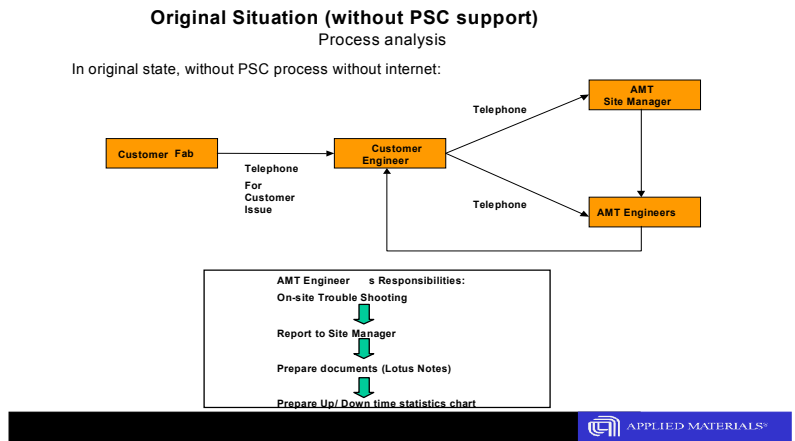 Original Situation (without PSC support)
Process analysis
In original state, without PSC process without internet:
AMT
Site Manager
Telephone
Customer Fab
Customer
Engineer
Telephone
For
Customer
Issue
Telephone
AMT Engineers
AMT Engineer s Responsibilities:
On-site Trouble Shooting
Report to Site Manager
Prepare documents (Lotus Notes)
Prepare Up/ Down time statistics chart
APPLIED MATERIALS®